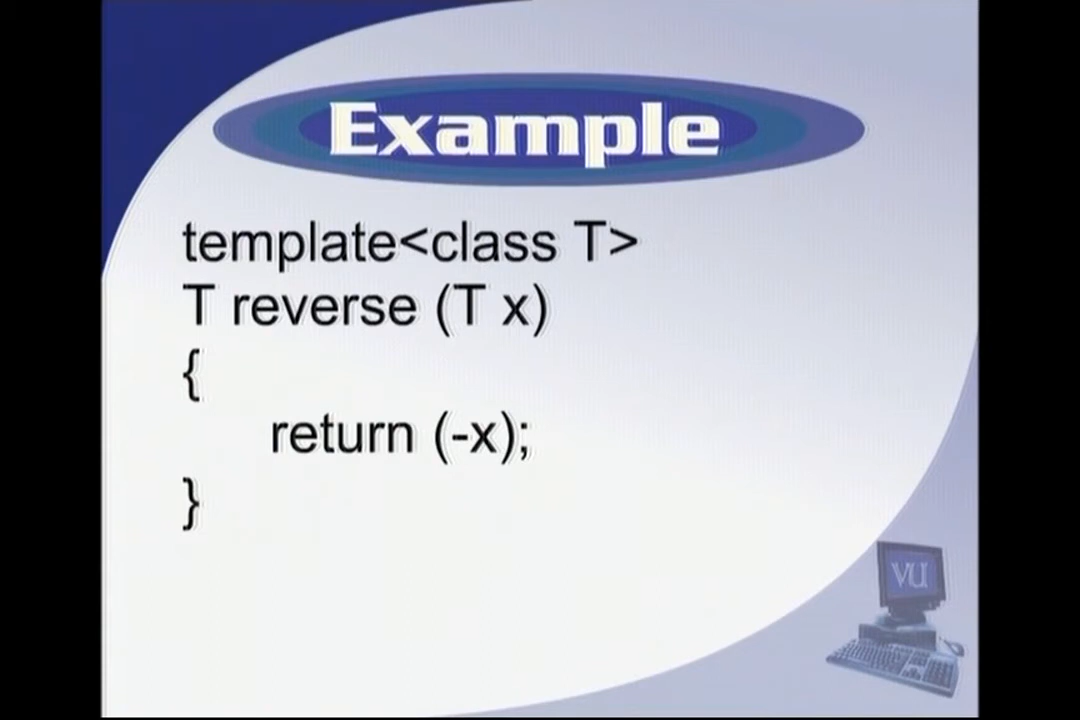 Example
template<class T>
T reverse (T x)
{
return (-x);
}
VU